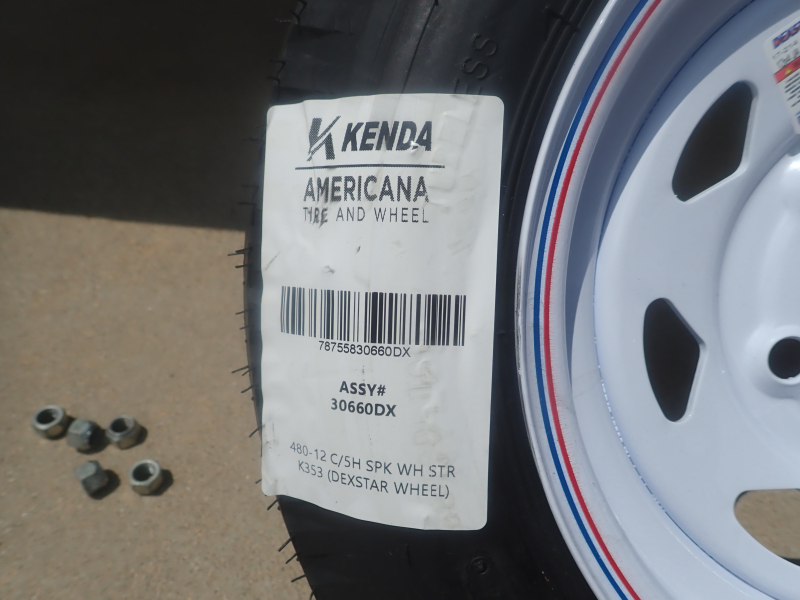 KENDA
AMERICANA
TIRE AND WHEEL
78755830660DX
ASSY#
30660DX
480-12 C/5H SPK WH STR
K353 (DEXSTAR WHEEL)